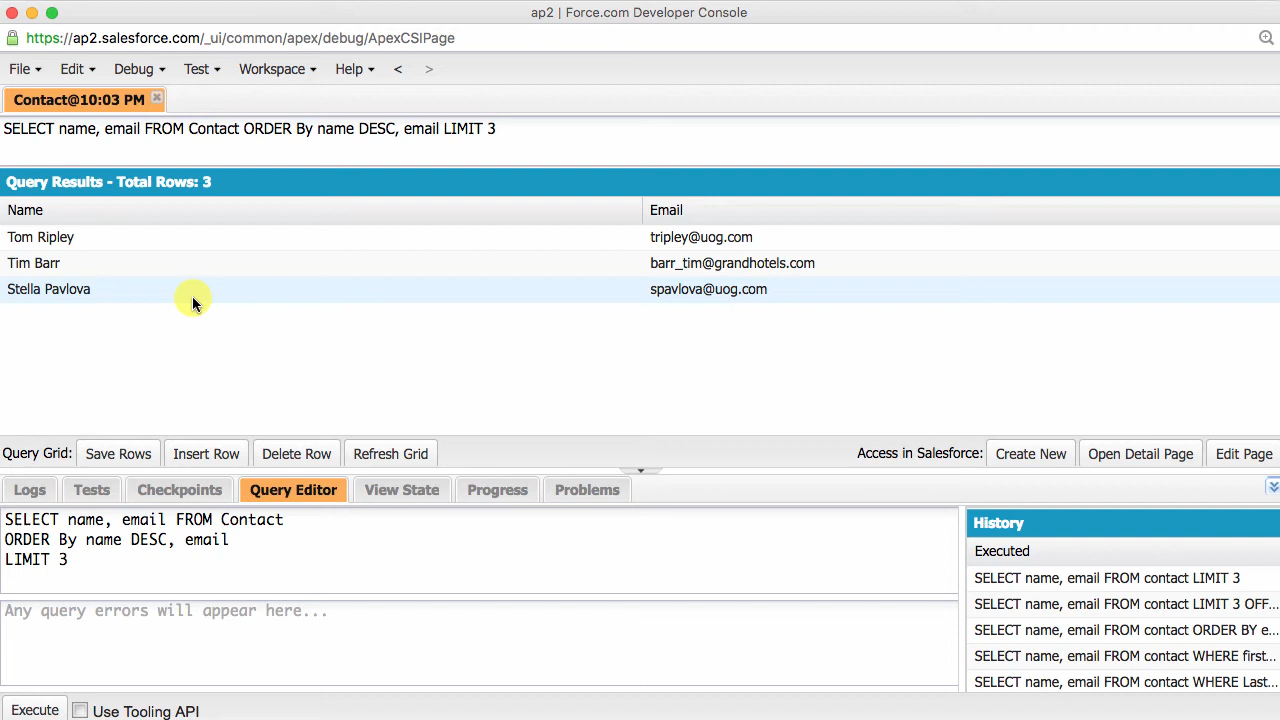 ap2 | Force.com Developer Console
https://ap2.salesforce.com/_ui/common/apex/debug/ApexCSIPage
File Edit Debug Test Workspace Help < >
Contact@10:03 PM
SELECT name, email FROM Contact ORDER By name DESC, email LIMIT 3
Query Results - Total Rows: 3
Name Email
Tom Ripley tripley@uog.com
Tim Barr barr_tim@grandhotels.com
Stella Pavlova spavlova@uog.com
Query Grid: Save Rows Insert Row Delete Row Refresh Grid Access in Salesforce: Create New Open Detail Page Edit Page
Logs Tests Checkpoints Query Editor View State Progress Problems
SELECT name, email FROM Contact
ORDER By name DESC, email
LIMIT 3
Any query errors will appear here...
History
Executed
SELECT name, email FROM contact LIMIT 3
SELECT name, email FROM contact LIMIT 3 OFF...
SELECT name, email FROM contact ORDER BY e...
SELECT name, email FROM contact WHERE first...
SELECT name, email FROM contact WHERE Last...
Execute Use Tooling API